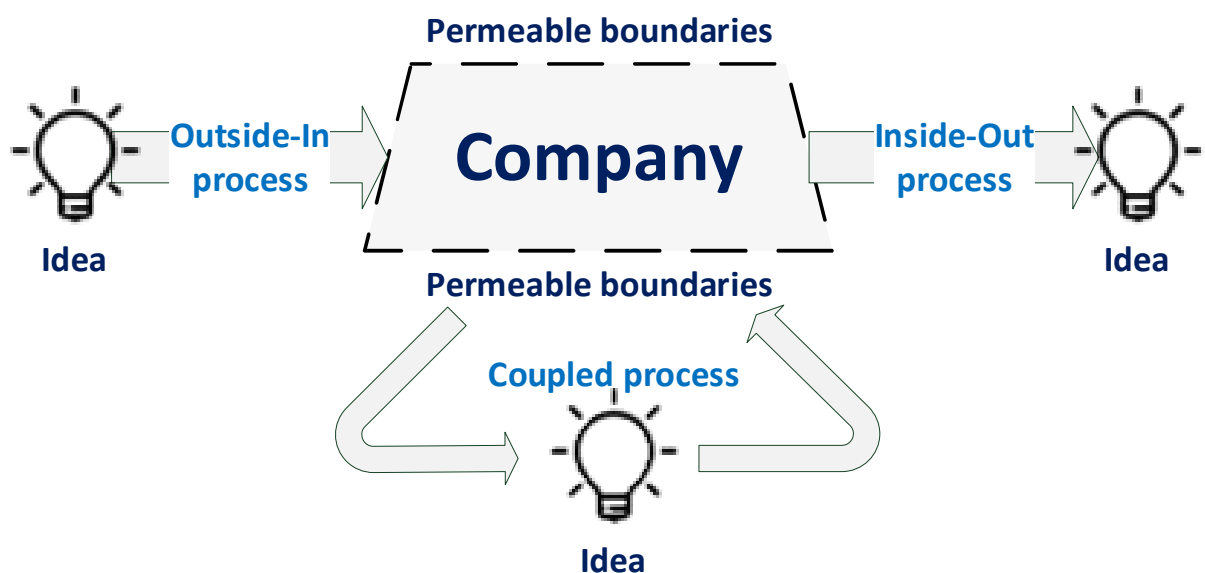 Permeable boundaries
Outside-In
process
Company
Inside-Out
process
Idea
Idea
Permeable boundaries
Coupled process
Idea